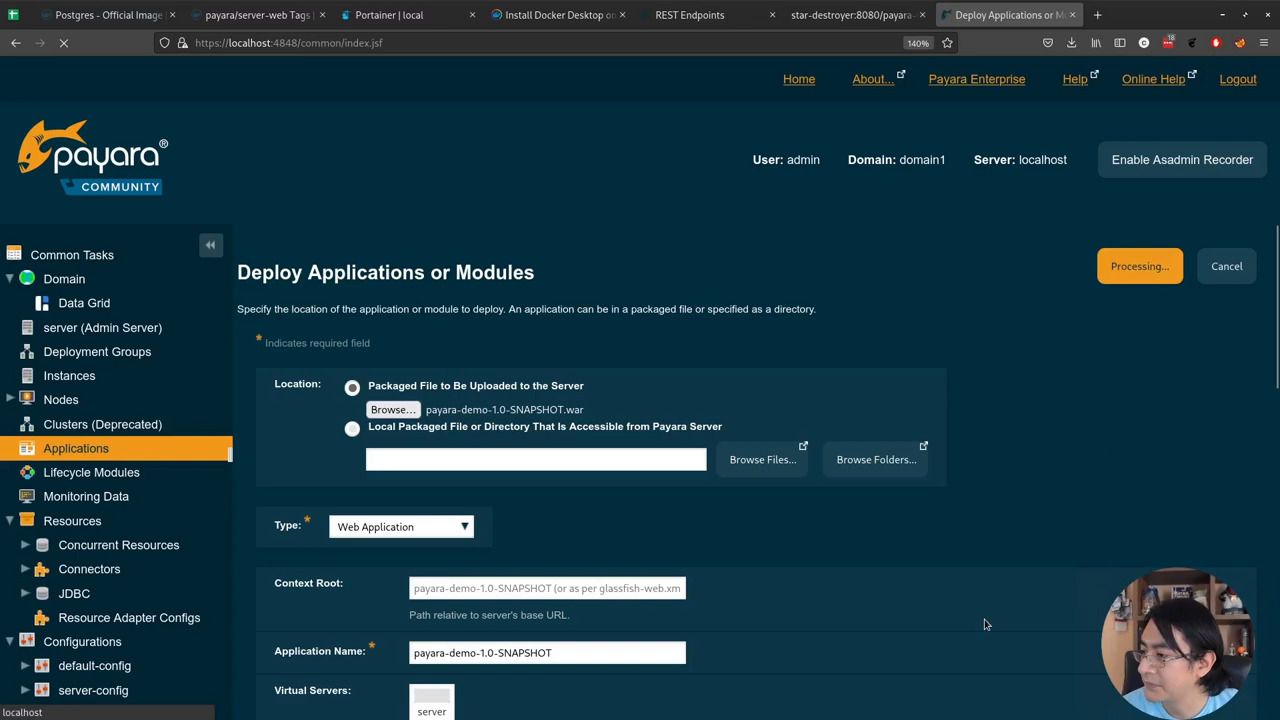 Postgres - Official Image
payara/server-web Tags
Portainer | local
Install Docker Desktop on
REST Endpoints
star-destroyer:8080/payara-
Deploy Applications or Mo
https://localhost:4848/common/index.jsf
140%
18
Home
About...
Payara Enterprise
Help
Online Help
Logout
payara®
COMMUNITY
User: admin
Domain: domain1
Server: localhost
Enable Asadmin Recorder
Common Tasks
Domain
Data Grid
server (Admin Server)
Deployment Groups
Instances
Nodes
Clusters (Deprecated)
Applications
Lifecycle Modules
Monitoring Data
Resources
Concurrent Resources
Connectors
JDBC
Resource Adapter Configs
Configurations
default-config
server-config
localhost
Deploy Applications or Modules
Processing...
Cancel
Specify the location of the application or module to deploy. An application can be in a packaged file or specified as a directory.
* Indicates required field
Location:
Packaged File to Be Uploaded to the Server
Browse... payara-demo-1.0-SNAPSHOT.war
Local Packaged File or Directory That Is Accessible from Payara Server
Browse Files...
Browse Folders...
Type: *
Web Application
Context Root:
payara-demo-1.0-SNAPSHOT (or as per glassfish-web.xm
Path relative to server's base URL.
Application Name: *
payara-demo-1.0-SNAPSHOT
Virtual Servers:
server